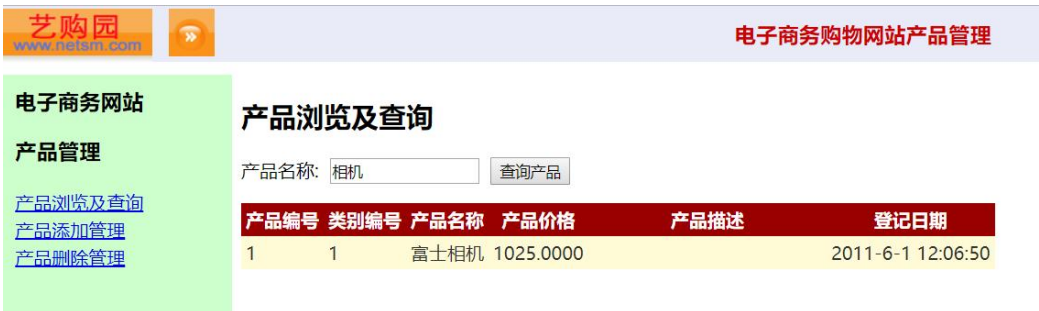 艺购园
www.netsm.com
电子商务购物网站产品管理
电子商务网站
产品管理
产品浏览及查询
产品添加管理
产品删除管理
产品浏览及查询
产品名称: 相机 查询产品
产品编号 类别编号 产品名称 产品价格 产品描述 登记日期
1 1 富士相机 1025.0000 2011-6-1 12:06:50